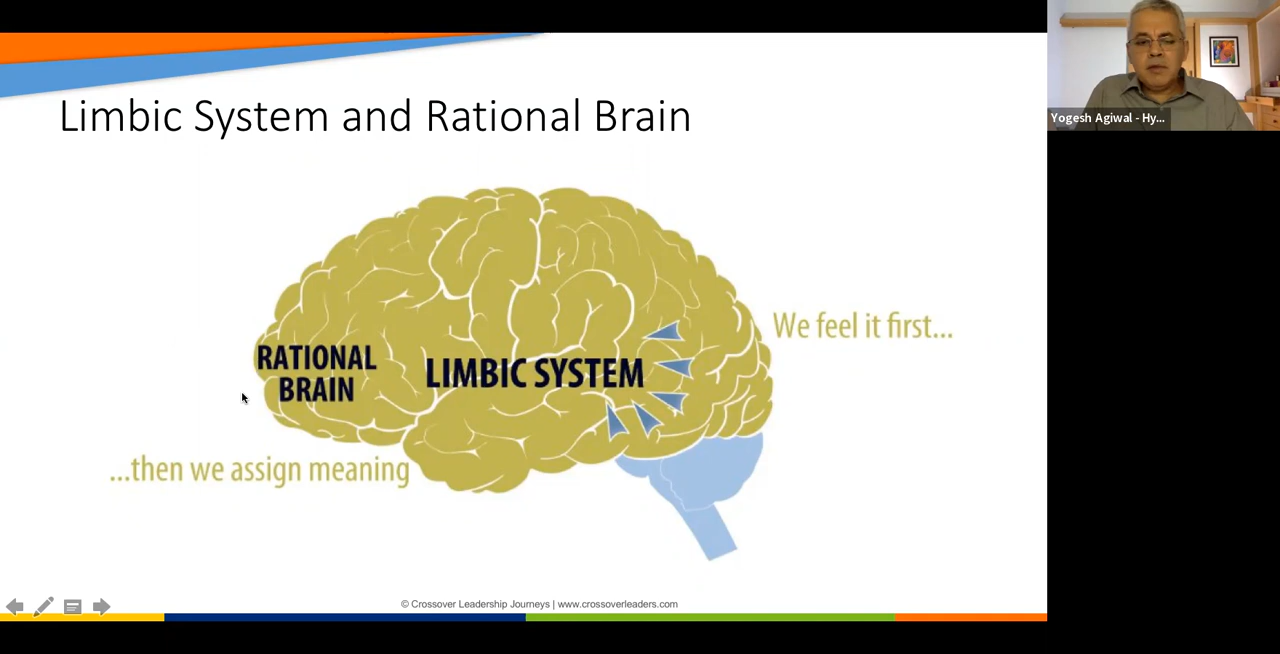 Limbic System and Rational Brain
We feel it first...
RATIONAL
BRAIN
LIMBIC SYSTEM
...then we assign meaning
© Crossover Leadership Journeys | www.crossoverleaders.com
Yogesh Agiwal - Hy...